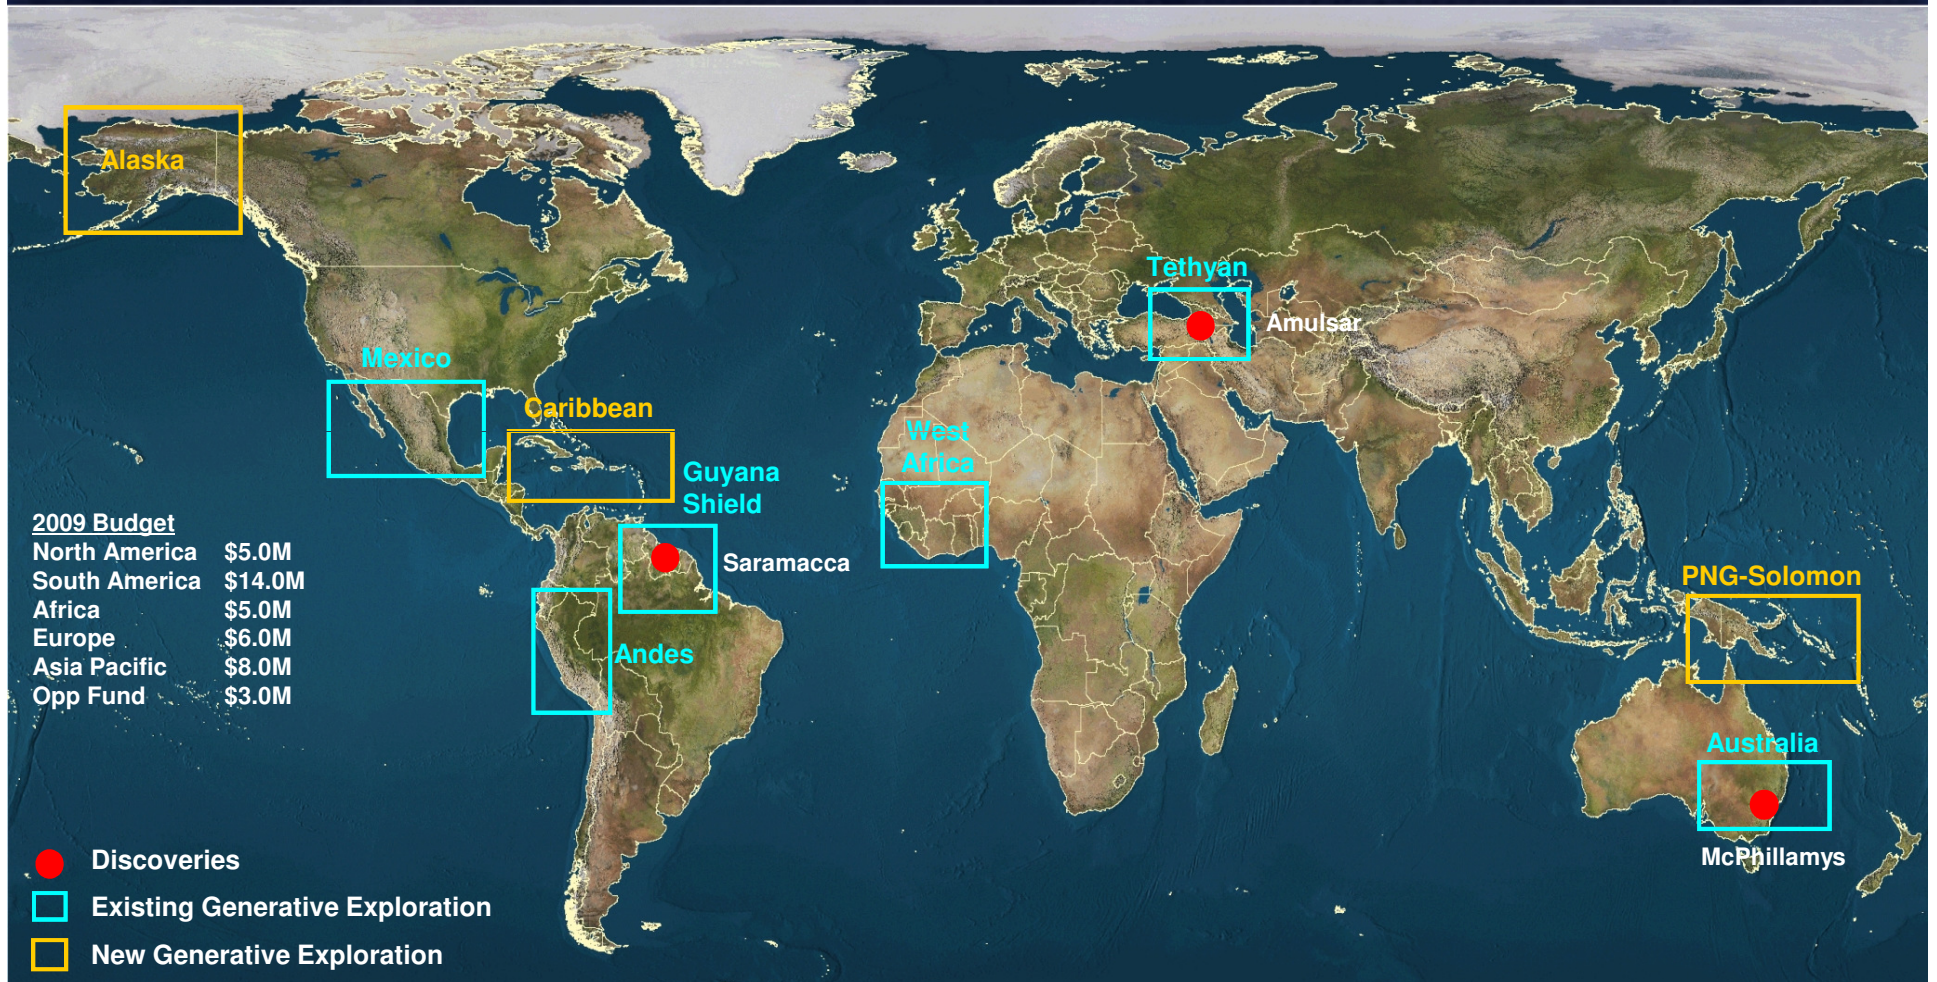 Alaska
Tethyan
Amulsar
Mexico
Caribbean
West
Africa
Guyana
Shield
Saramacca
2009 Budget
North America $5.0M
South America $14.0M
Africa $5.0M
Europe $6.0M
Asia Pacific $8.0M
Opp Fund $3.0M
Andes
PNG-Solomon
Australia
McPhillamys
Discoveries
Existing Generative Exploration
New Generative Exploration